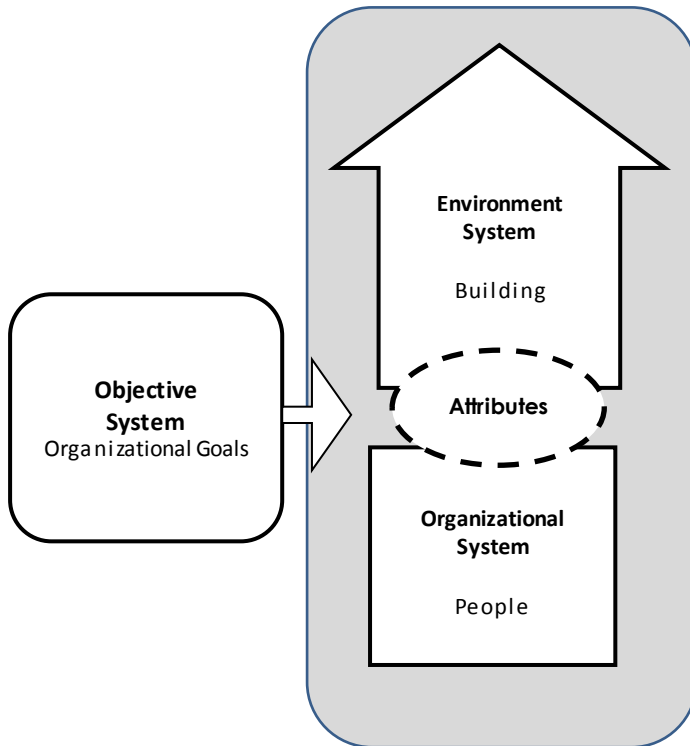 Environment
System
Building
Objective
System
Organizational Goals
Attributes
Organizational
System
People